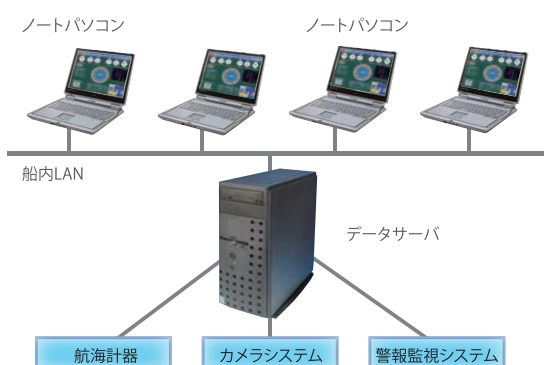 ノートパソコン
ノートパソコン
船内LAN
データサーバ
航海計器
カメラシステム
警報監視システム